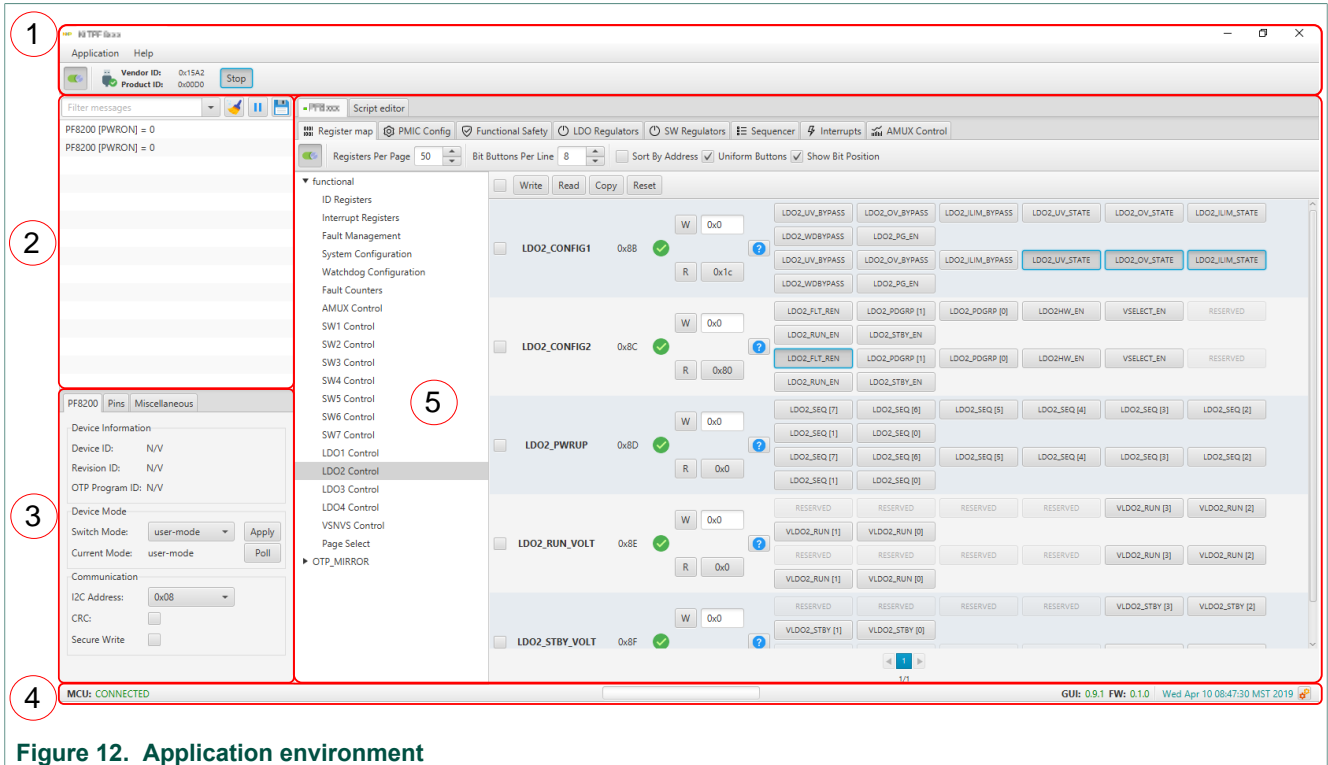 1
Application Help
Vendor ID: 0x15A2
Product ID: 0x00D0
Stop
2
Filter messages
PF8200 [PWRON] = 0
PF8200 [PWRON] = 0
3
PF8200 Pins Miscellaneous
Device Information
Device ID: N/V
Revision ID: N/V
OTP Program ID: N/V
Device Mode
Switch Mode: user-mode Apply
Current Mode: user-mode Poll
Communication
I2C Address: 0x08
CRC:
Secure Write
Script editor
Register map PMIC Config Functional Safety LDO Regulators SW Regulators Sequencer Interrupts AMUX Control
Registers Per Page 50 Bit Buttons Per Line 8 Sort By Address Uniform Buttons Show Bit Position
functional
ID Registers
Interrupt Registers
Fault Management
System Configuration
Watchdog Configuration
Fault Counters
AMUX Control
SW1 Control
SW2 Control
SW3 Control
SW4 Control
SW5 Control
SW6 Control
SW7 Control
LDO1 Control
LDO2 Control
LDO3 Control
LDO4 Control
VSNVS Control
Page Select
OTP_MIRROR
5
Write Read Copy Reset
LDO2_CONFIG1 0x8B
W 0x0
LDO2_UV_BYPASS LDO2_OV_BYPASS LDO2_ILIM_BYPASS LDO2_UV_STATE LDO2_OV_STATE LDO2_ILIM_STATE
LDO2_WDBYPASS LDO2_PG_EN
R 0x1c
LDO2_UV_BYPASS LDO2_OV_BYPASS LDO2_ILIM_BYPASS LDO2_UV_STATE LDO2_OV_STATE LDO2_ILIM_STATE
LDO2_WDBYPASS LDO2_PG_EN
LDO2_CONFIG2 0x8C
W 0x0
LDO2_FLT_REN LDO2_PDGRP [1] LDO2_PDGRP [0] LDO2HW_EN VSELECT_EN RESERVED
LDO2_RUN_EN LDO2_STBY_EN
R 0x80
LDO2_FLT_REN LDO2_PDGRP [1] LDO2_PDGRP [0] LDO2HW_EN VSELECT_EN RESERVED
LDO2_RUN_EN LDO2_STBY_EN
LDO2_PWRUP 0x8D
W 0x0
LDO2_SEQ [7] LDO2_SEQ [6] LDO2_SEQ [5] LDO2_SEQ [4] LDO2_SEQ [3] LDO2_SEQ [2]
LDO2_SEQ [1] LDO2_SEQ [0]
R 0x0
LDO2_SEQ [7] LDO2_SEQ [6] LDO2_SEQ [5] LDO2_SEQ [4] LDO2_SEQ [3] LDO2_SEQ [2]
LDO2_SEQ [1] LDO2_SEQ [0]
LDO2_RUN_VOLT 0x8E
W 0x0
RESERVED RESERVED RESERVED RESERVED VLDO2_RUN [3] VLDO2_RUN [2]
VLDO2_RUN [1] VLDO2_RUN [0]
R 0x0
RESERVED RESERVED RESERVED RESERVED VLDO2_RUN [3] VLDO2_RUN [2]
VLDO2_RUN [1] VLDO2_RUN [0]
LDO2_STBY_VOLT 0x8F
W 0x0
RESERVED RESERVED RESERVED RESERVED VLDO2_STBY [3] VLDO2_STBY [2]
VLDO2_STBY [1] VLDO2_STBY [0]
1
1/1
4
MCU: CONNECTED
GUI: 0.9.1 FW: 0.1.0 Wed Apr 10 08:47:30 MST 2019
Figure 12. Application environment